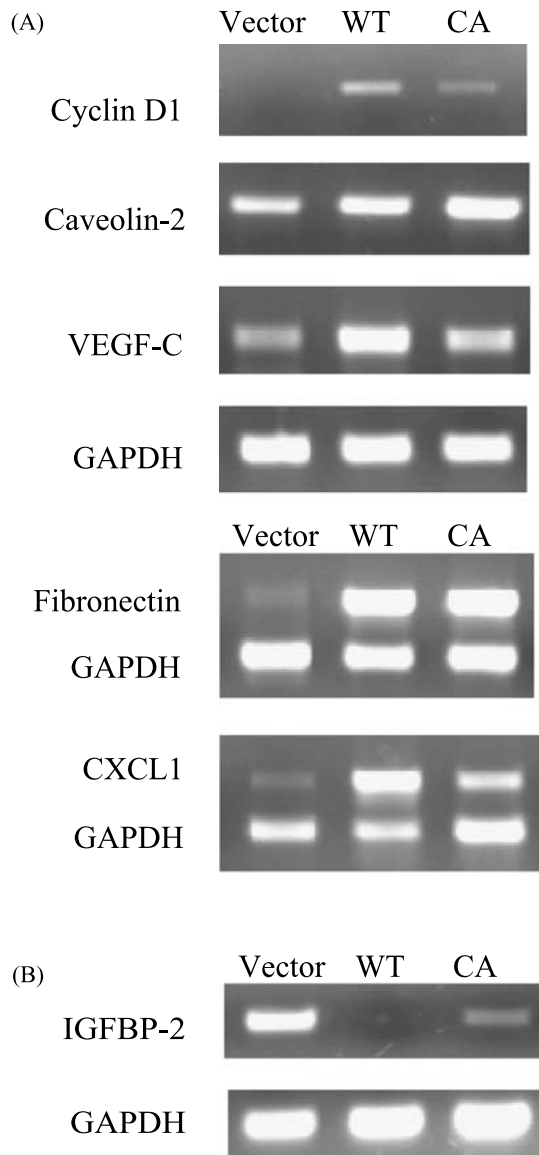 (A)
Vector WT CA
Cyclin D1
Caveolin-2
VEGF-C
GAPDH
Vector WT CA
Fibronectin
GAPDH
CXCL1
GAPDH
(B)
Vector WT CA
IGFBP-2
GAPDH